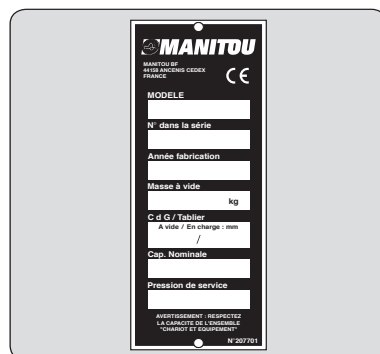 MANITOU
MANITOU BF
44158 ANCENIS CEDEX
FRANCE
CE
MODELE
N° dans la série
Année fabrication
Masse à vide
kg
C d G / Tablier
A vide / En charge : mm
/
Cap. Nominale
Pression de service
AVERTISSEMENT : RESPECTEZ
LA CAPACITE DE L'ENSEMBLE
"CHARIOT ET EQUIPEMENT"
N°207701